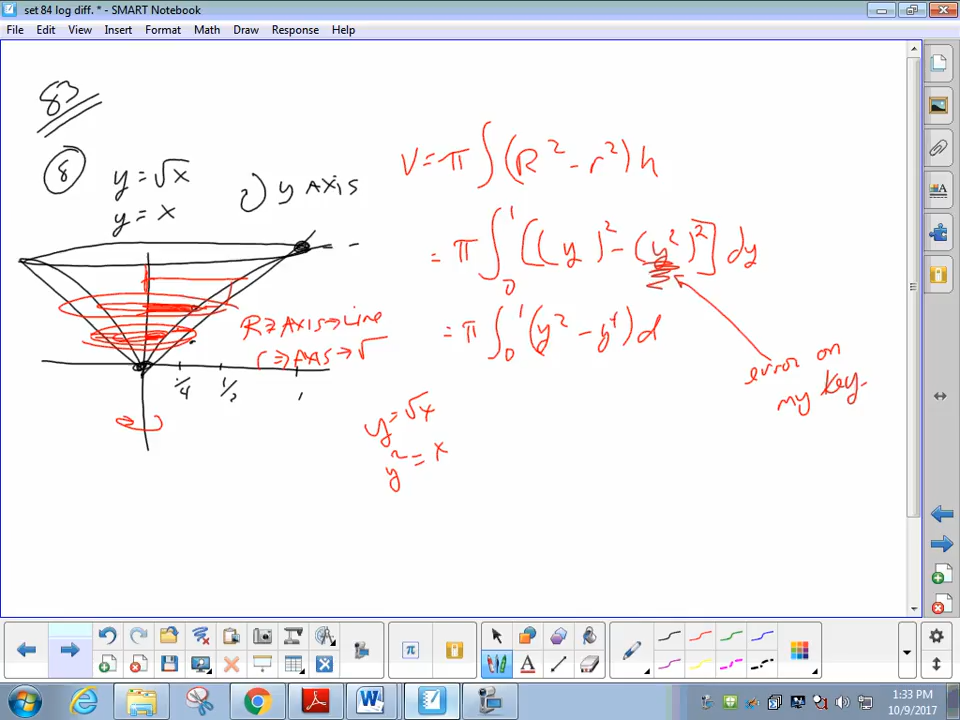 set 84 log diff. * - SMART Notebook
File Edit View Insert Format Math Draw Response Help
83
8
y = √x
y = x
2) y AXIS
V = π ∫ (R² - r²) h
= π ∫₀¹ [(y)² - (y²)²] dy
= π ∫₀¹ (y² - y⁴) d
error on
my key
R ⇒ AXIS → Line
r ⇒ AXIS → √
1/4 1/2 1
y = √x
y² = x
1:33 PM
10/9/2017